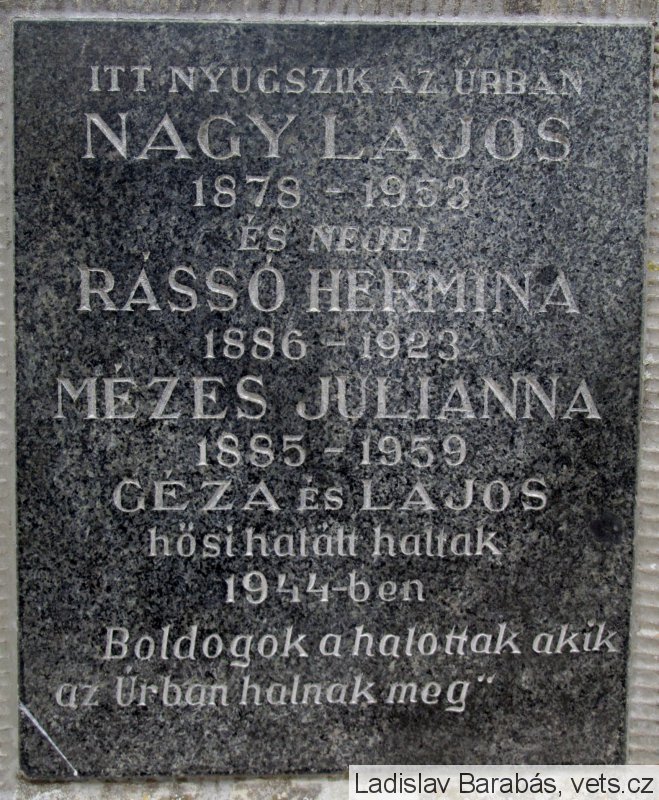 ITT NYUGSZIK AZ ÚRBAN
NAGY LAJOS
1878 - 1953
ÉS NEJEI
RÁSSÓ HERMINA
1886 - 1923
MÉZES JULIANNA
1885 - 1959
GÉZA ÉS LAJOS
hősi halált haltak
1944-ben
Boldogok a halottak akik
az Úrban halnak meg"
Ladislav Barabás, vets.cz